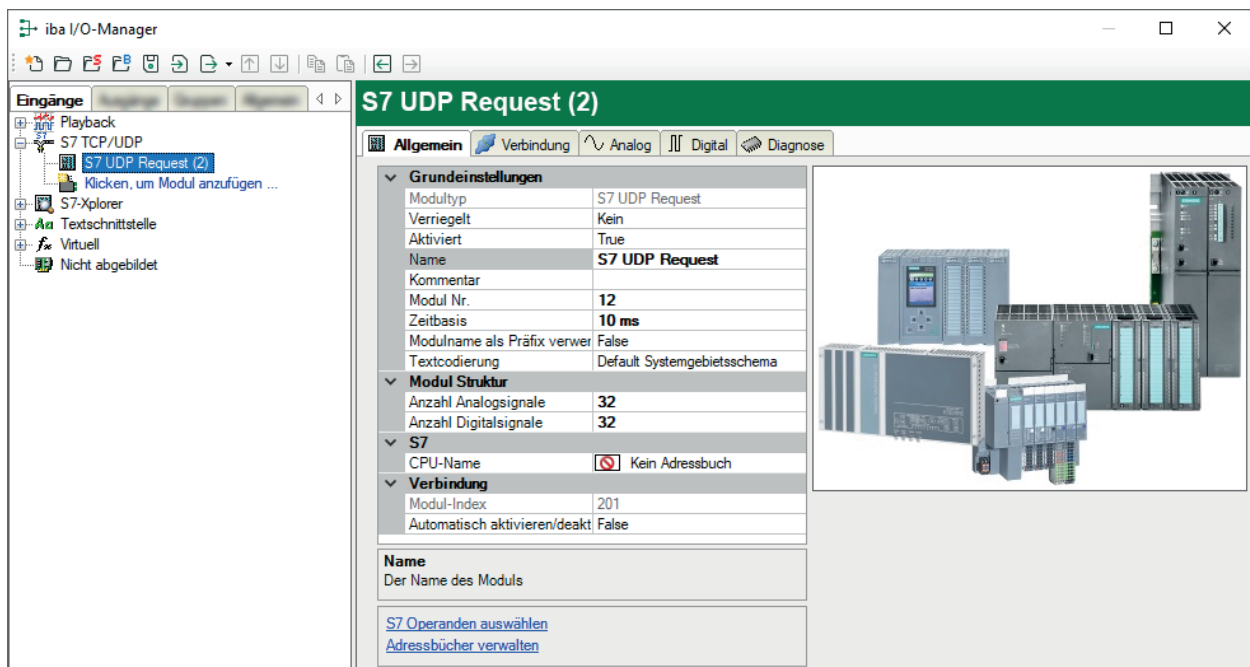 iba I/O-Manager
Eingänge
Playback
S7 TCP/UDP
S7 UDP Request (2)
Klicken, um Modul anzufügen ...
S7-Xplorer
Textschnittstelle
Virtuell
Nicht abgebildet
S7 UDP Request (2)
Allgemein Verbindung Analog Digital Diagnose
Grundeinstellungen
Modultyp S7 UDP Request
Verriegelt Kein
Aktiviert True
Name S7 UDP Request
Kommentar
Modul Nr. 12
Zeitbasis 10 ms
Modulname als Präfix verwer False
Textcodierung Default Systemgebietsschema
Modul Struktur
Anzahl Analogsignale 32
Anzahl Digitalsignale 32
S7
CPU-Name Kein Adressbuch
Verbindung
Modul-Index 201
Automatisch aktivieren/deakt False
Name
Der Name des Moduls
S7 Operanden auswählen
Adressbücher verwalten